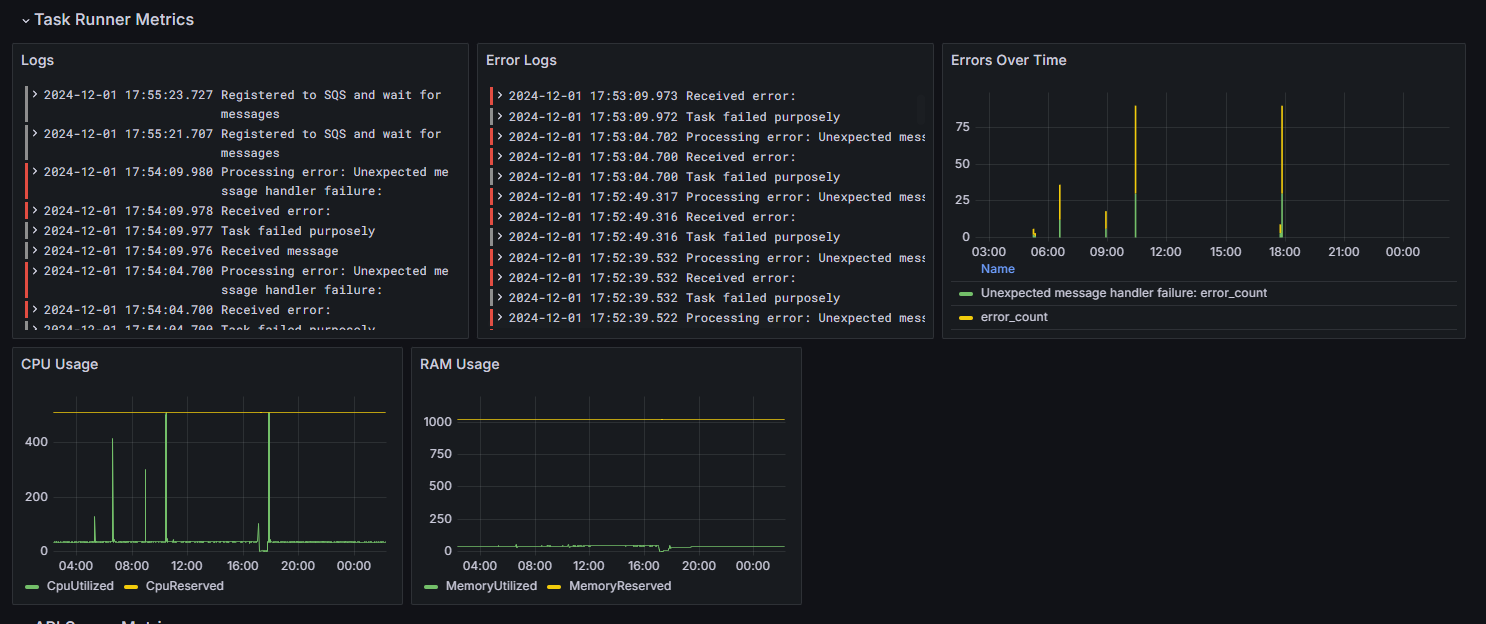 Task Runner Metrics
Logs
2024-12-01 17:55:23.727 Registered to SQS and wait for
messages
2024-12-01 17:55:21.707 Registered to SQS and wait for
messages
2024-12-01 17:54:09.980 Processing error: Unexpected me
ssage handler failure:
2024-12-01 17:54:09.978 Received error:
2024-12-01 17:54:09.977 Task failed purposely
2024-12-01 17:54:09.976 Received message
2024-12-01 17:54:04.700 Processing error: Unexpected me
ssage handler failure:
2024-12-01 17:54:04.700 Received error:
2024-12-01 17:54:04.700 Task failed purposely
Error Logs
2024-12-01 17:53:09.973 Received error:
2024-12-01 17:53:09.972 Task failed purposely
2024-12-01 17:53:04.702 Processing error: Unexpected mess
2024-12-01 17:53:04.700 Received error:
2024-12-01 17:53:04.700 Task failed purposely
2024-12-01 17:52:49.317 Processing error: Unexpected mess
2024-12-01 17:52:49.316 Received error:
2024-12-01 17:52:49.316 Task failed purposely
2024-12-01 17:52:39.532 Processing error: Unexpected mess
2024-12-01 17:52:39.532 Received error:
2024-12-01 17:52:39.532 Task failed purposely
2024-12-01 17:52:39.522 Processing error: Unexpected mess
Errors Over Time
75
50
25
0
03:00 06:00 09:00 12:00 15:00 18:00 21:00 00:00
Name
Unexpected message handler failure: error_count
error_count
CPU Usage
400
200
0
04:00 08:00 12:00 16:00 20:00 00:00
CpuUtilized CpuReserved
RAM Usage
1000
750
500
250
0
04:00 08:00 12:00 16:00 20:00 00:00
MemoryUtilized MemoryReserved